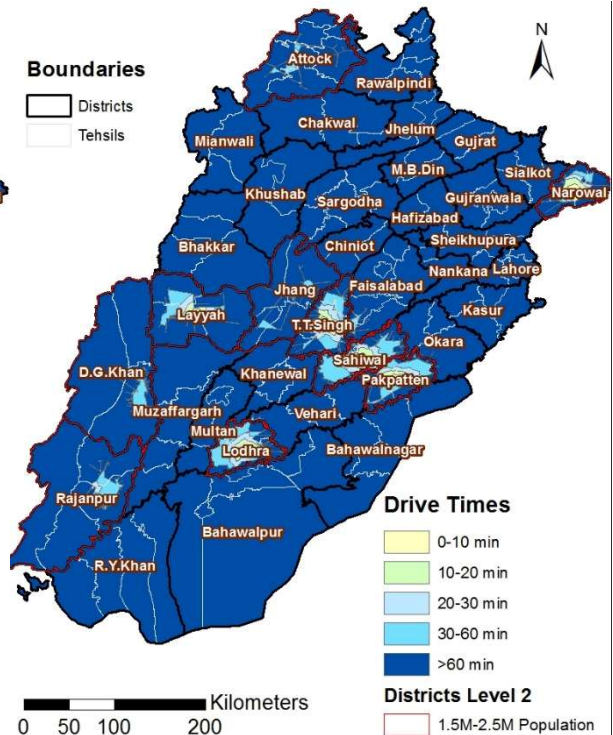 N
Boundaries
Districts
Tehsils
Attock
Rawalpindi
Chakwal
Jhelum
Gujrat
Mianwali
M.B.Din
Sialkot
Narowal
Khushab
Sargodha
Gujranwala
Hafizabad
Bhakkar
Chiniot
Sheikhupura
Nankana
Lahore
Jhang
Faisalabad
Layyah
T.T.Singh
Kasur
Okara
Sahiwal
D.G.Khan
Khanewal
Pakpatten
Muzaffargarh
Vehari
Multan
Lodhra
Bahawalnagar
Rajanpur
Bahawalpur
R.Y.Khan
Drive Times
0-10 min
10-20 min
20-30 min
30-60 min
>60 min
Districts Level 2
1.5M-2.5M Population
Kilometers
0 50 100 200